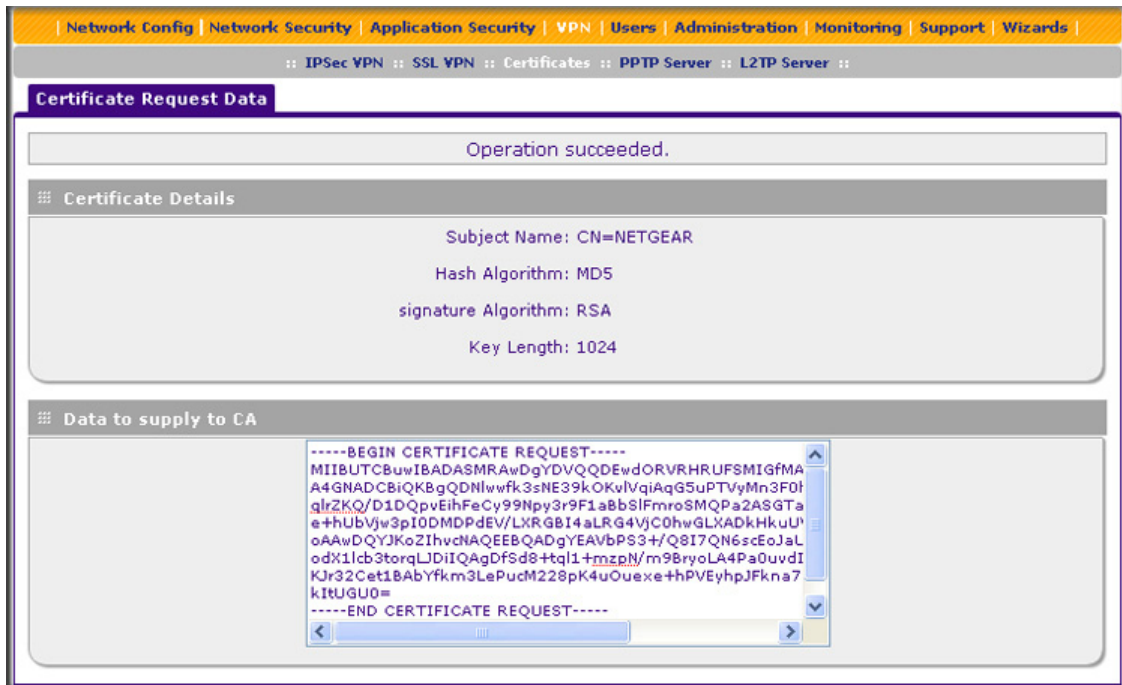 | Network Config | Network Security | Application Security | VPN | Users | Administration | Monitoring | Support | Wizards |
:: IPSec VPN :: SSL VPN :: Certificates :: PPTP Server :: L2TP Server ::
Certificate Request Data
Operation succeeded.
Certificate Details
Subject Name: CN=NETGEAR
Hash Algorithm: MD5
signature Algorithm: RSA
Key Length: 1024
Data to supply to CA
-----BEGIN CERTIFICATE REQUEST-----
MIIBUTCBuwIBADASMRAwDgYDVQQDEwdORVRHRUFSMIGfMA
A4GNADCBiQKBgQDNlwwfk3sNE39kOKvlVqiAqG5uPTVyMn3F0h
qlrZKQ/D1DQpvEihFeCy99Npy3r9F1aBbSlFmroSMQPa2ASGTa
e+hUbVjw3pI0DMDPdEV/LXRGBI4aLRG4VjC0hwGLXADkHkuU
oAAwDQYJKoZIhvcNAQEEBQADgYEAVbPS3+/Q8I7QN6scEoJaL
odX1lcb3torqLJDiIQAgDfSd8+tql1+mzpN/m9BryoLA4Pa0uvdI
KJr32Cet1BAbYfkm3LePucM228pK4uOuexe+hPVEyhpJFkna7
kItUGU0=
-----END CERTIFICATE REQUEST-----